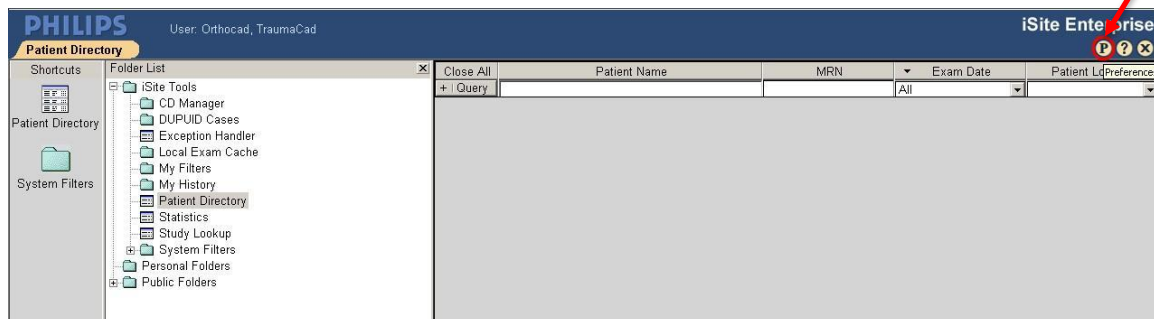 PHILIPS User: Orthocad, TraumaCad iSite Enterprise
Patient Directory P ? X
Shortcuts Folder List X Close All Patient Name MRN Exam Date Patient Lo Preference
+ Query All
iSite Tools
CD Manager
DUPUID Cases
Patient Directory
Exception Handler
Local Exam Cache
My Filters
System Filters
My History
Patient Directory
Statistics
Study Lookup
System Filters
Personal Folders
Public Folders